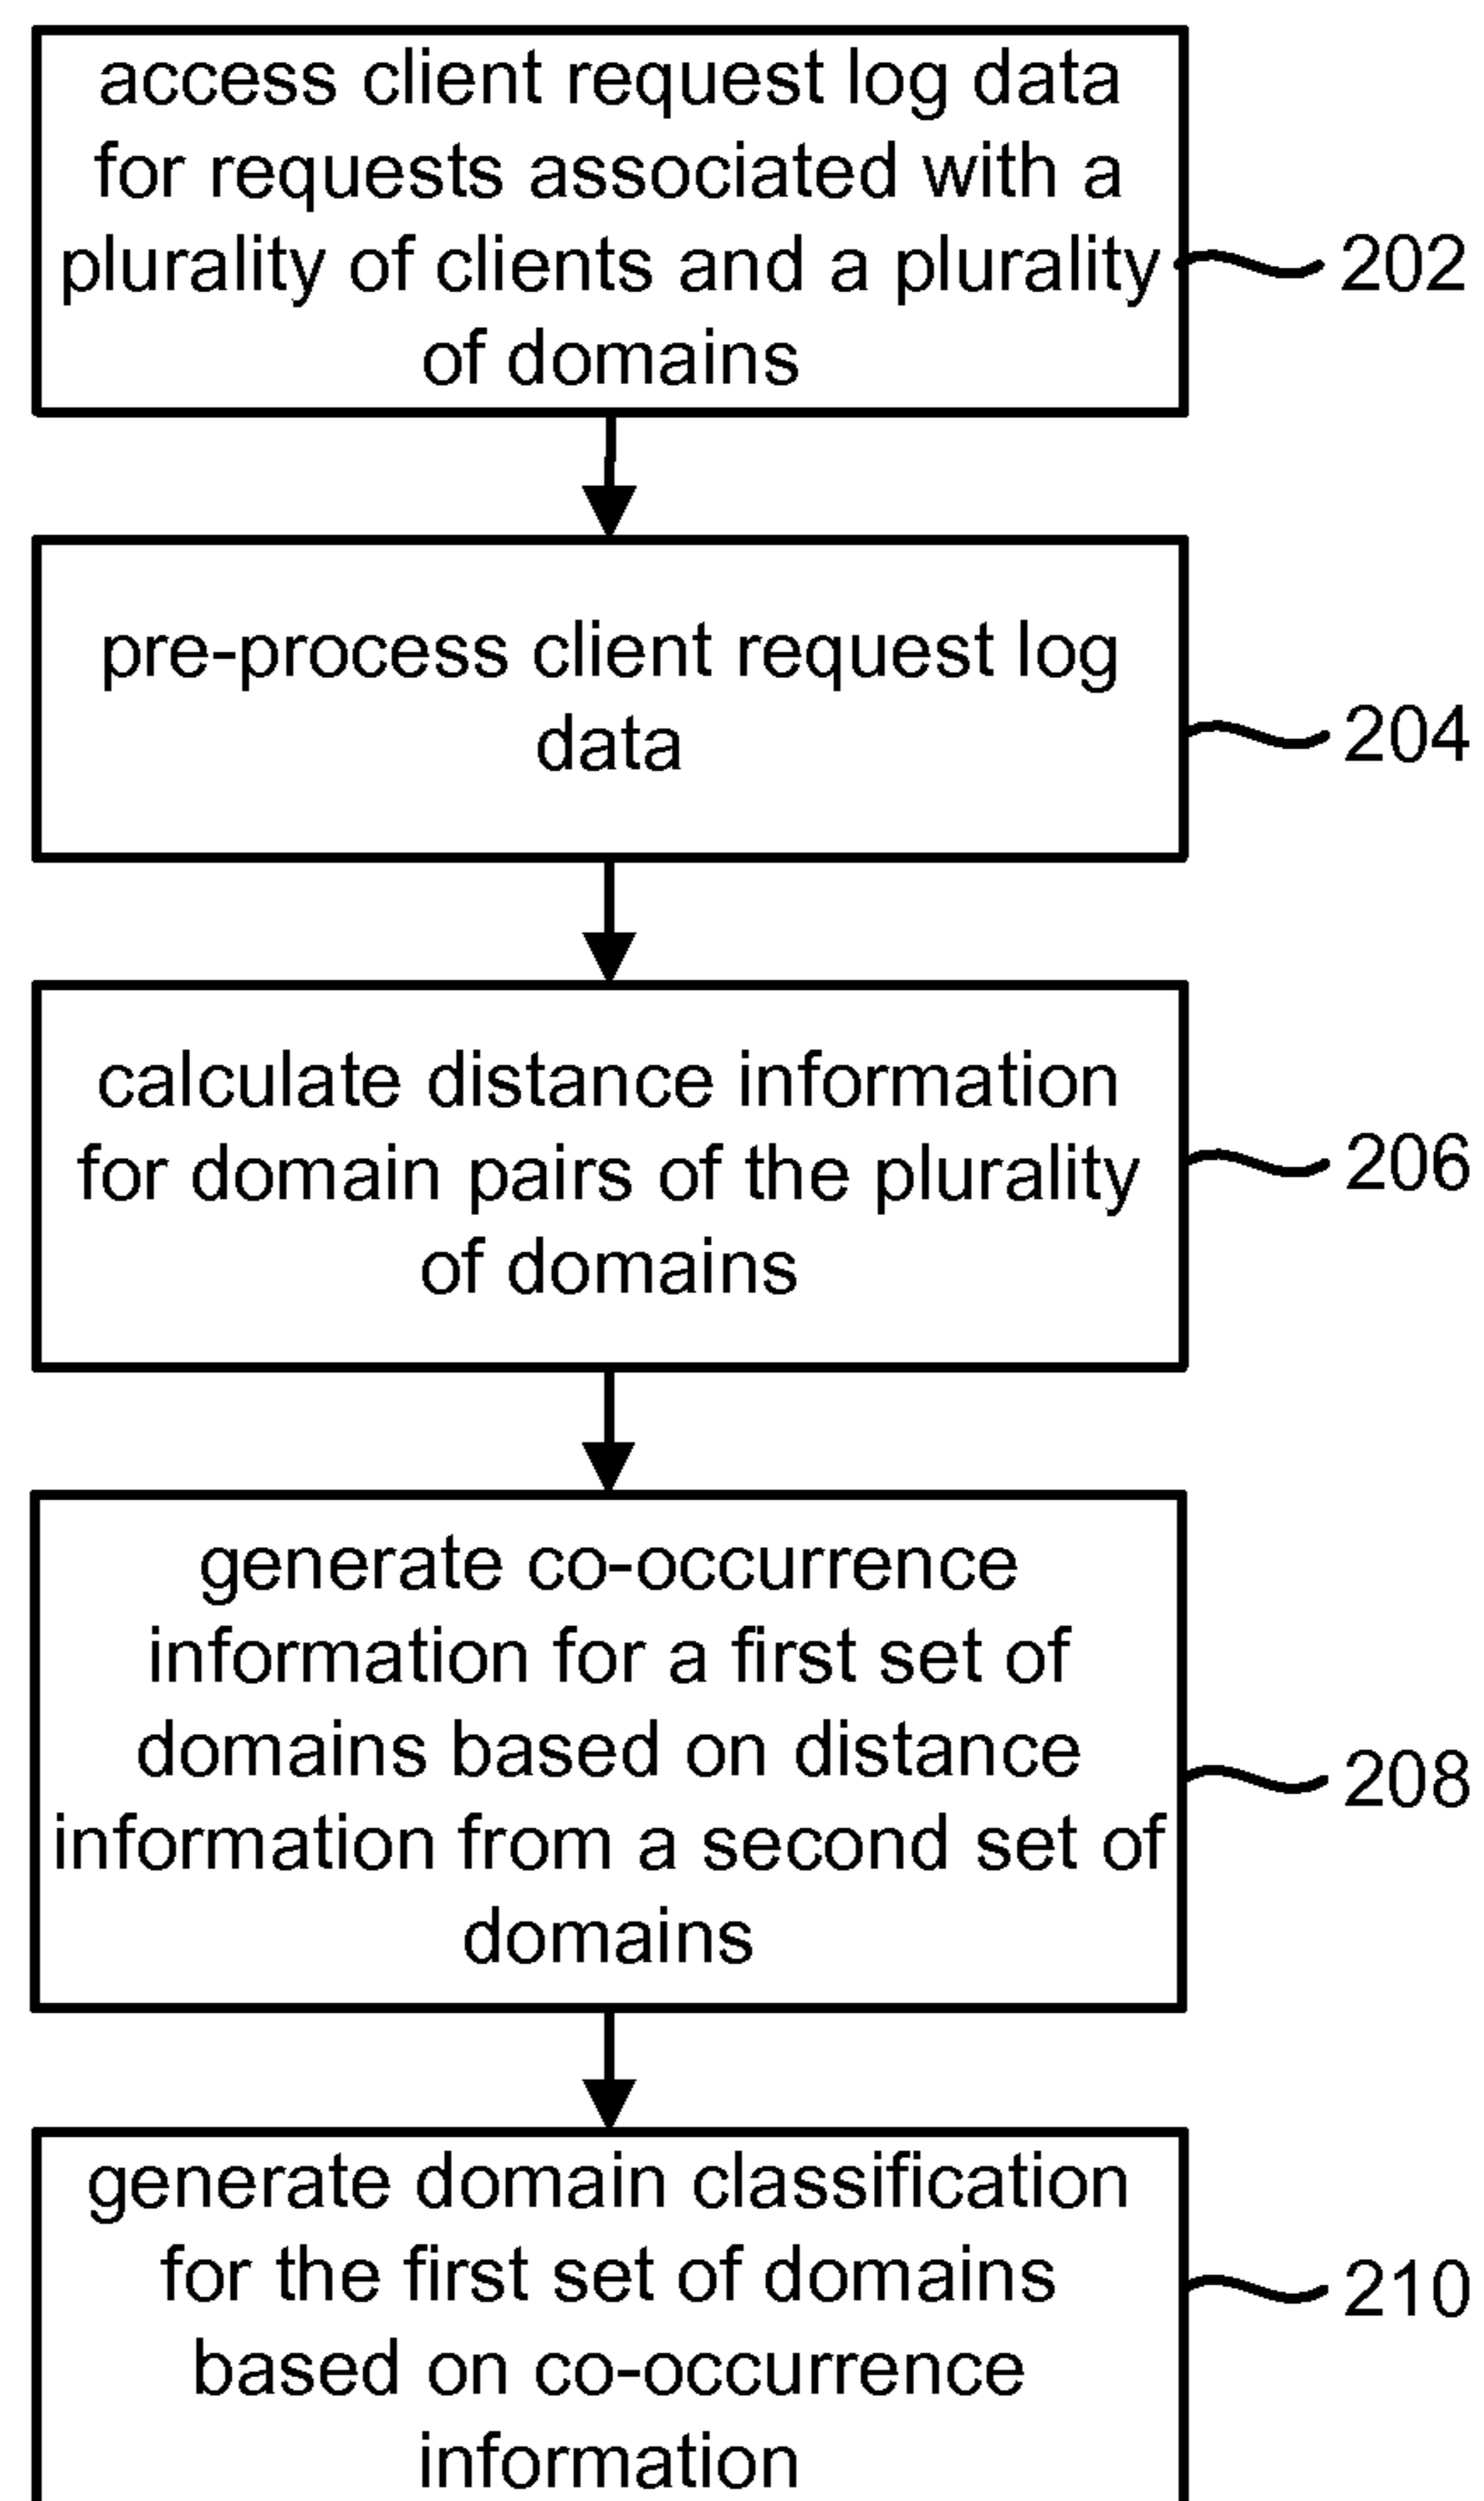 access client request log data
for requests associated with a
plurality of clients and a plurality
of domains
202
pre-process client request log
data
204
calculate distance information
for domain pairs of the plurality
of domains
206
generate co-occurrence
information for a first set of
domains based on distance
information from a second set of
domains
208
generate domain classification
for the first set of domains
based on co-occurrence
information
210